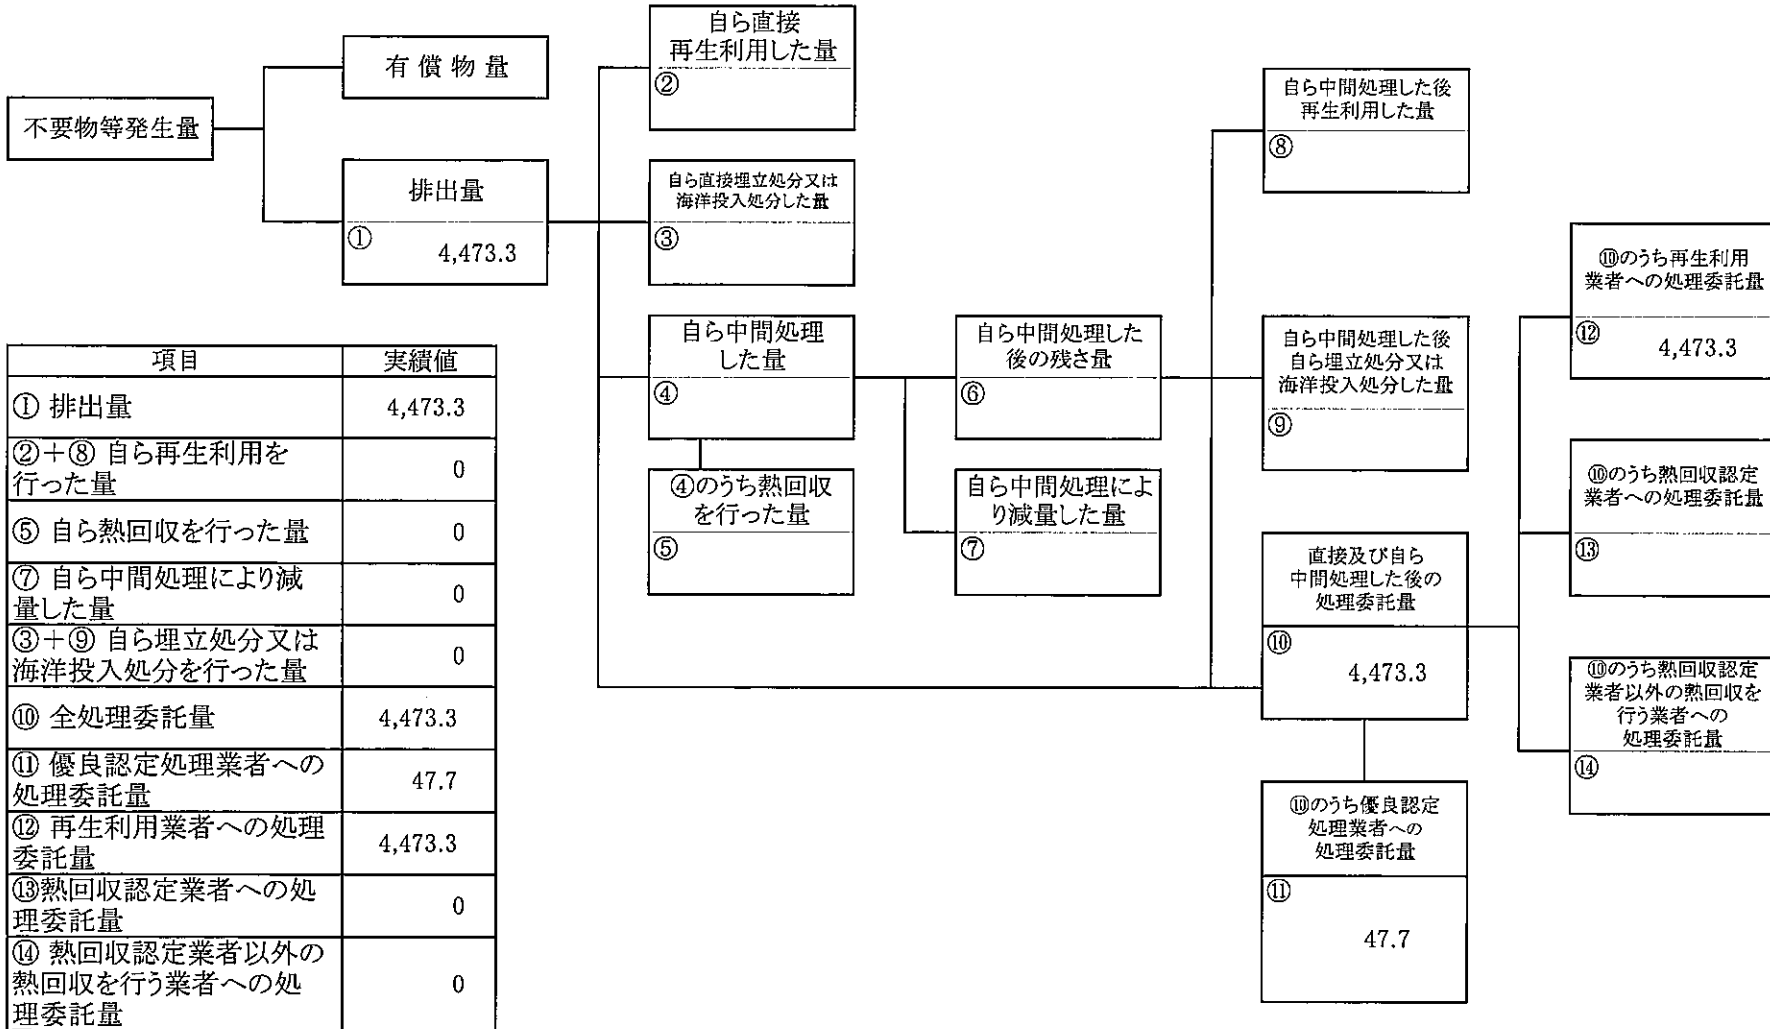 不要物等発生量
有償物量
排出量
①
4,473.3
自ら直接
再生利用した量
②
自ら直接埋立処分又は
海洋投入処分した量
③
自ら中間処理
した量
④
④のうち熱回収
を行った量
⑤
自ら中間処理した
後の残さ量
⑥
自ら中間処理によ
り減量した量
⑦
自ら中間処理した後
再生利用した量
⑧
自ら中間処理した後
自ら埋立処分又は
海洋投入処分した量
⑨
直接及び自ら
中間処理した後の
処理委託量
⑩
4,473.3
⑩のうち優良認定
処理業者への
処理委託量
⑪
47.7
⑩のうち再生利用
業者への処理委託量
⑫
4,473.3
⑩のうち熱回収認定
業者への処理委託量
⑬
⑩のうち熱回収認定
業者以外の熱回収を
行う業者への
処理委託量
⑭
項目 実績値
① 排出量 4,473.3
②+⑧ 自ら再生利用を
行った量 0
⑤ 自ら熱回収を行った量 0
⑦ 自ら中間処理により減
量した量 0
③+⑨ 自ら埋立処分又は
海洋投入処分を行った量 0
⑩ 全処理委託量 4,473.3
⑪ 優良認定処理業者への
処理委託量 47.7
⑫ 再生利用業者への処理
委託量 4,473.3
⑬熱回収認定業者への処
理委託量 0
⑭ 熱回収認定業者以外の
熱回収を行う業者への処
理委託量 0